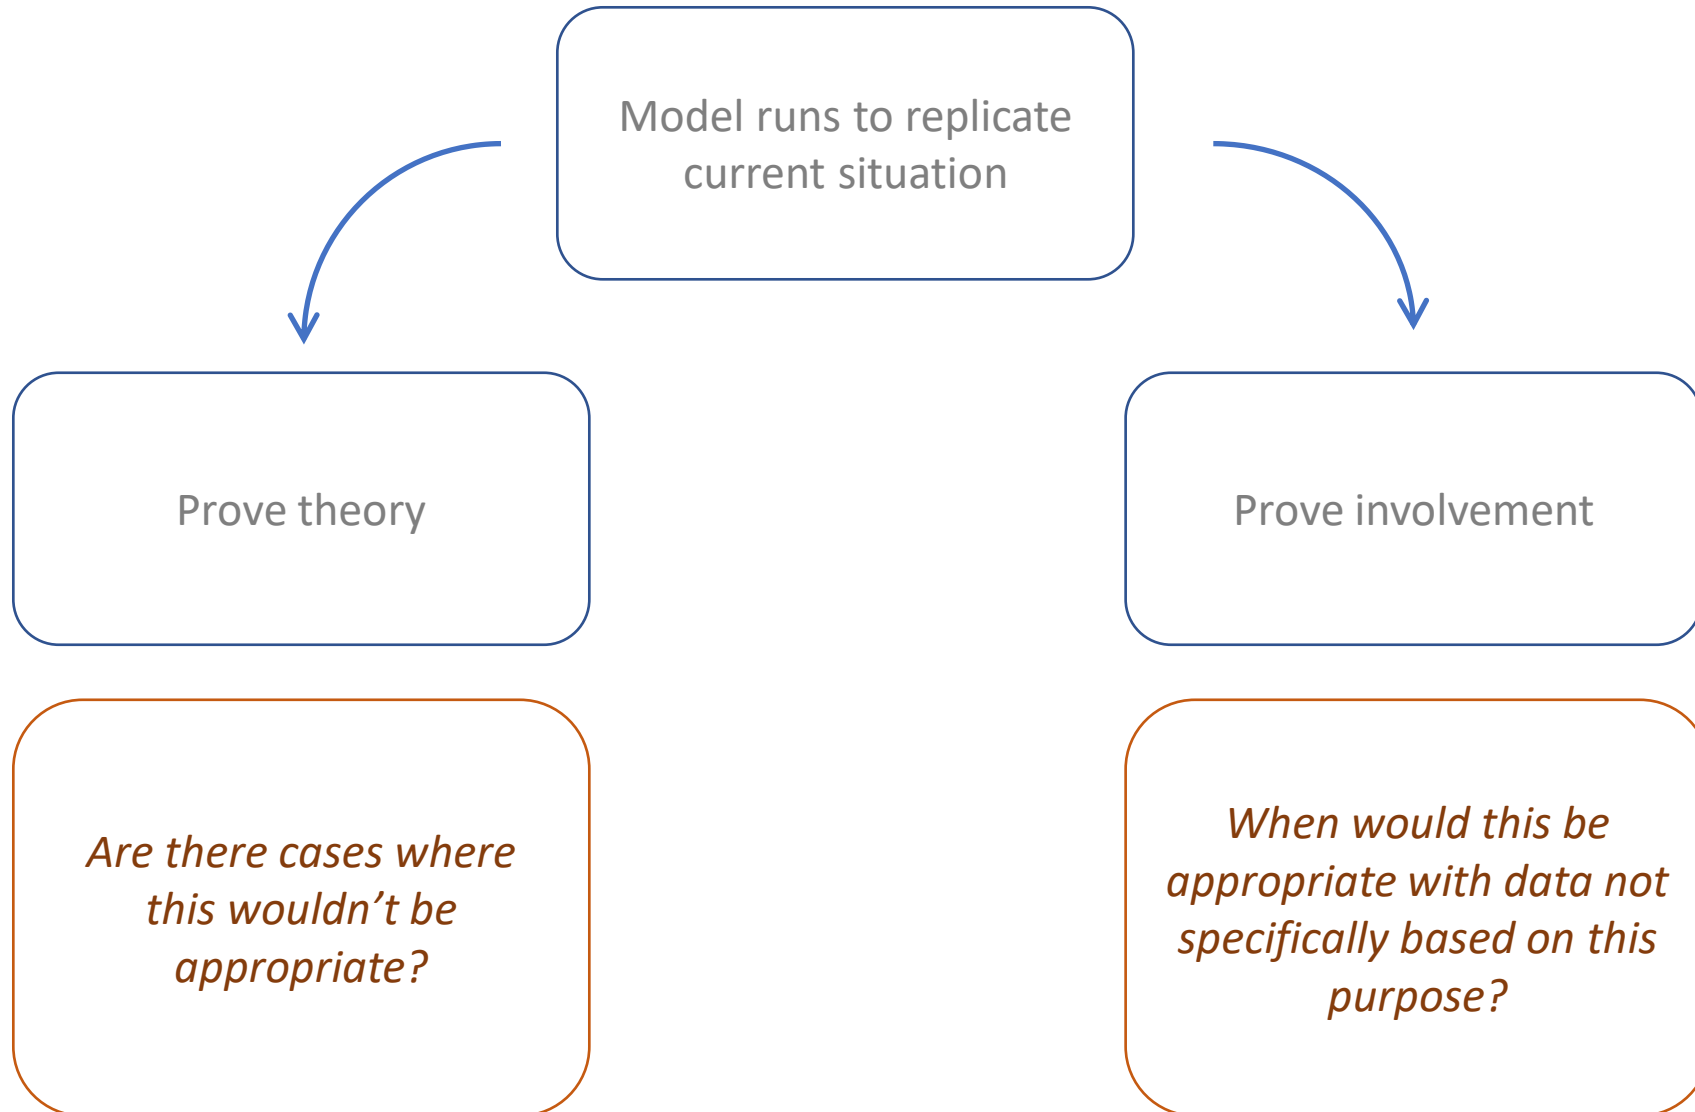 Model runs to replicate
current situation
Prove theory
Prove involvement
Are there cases where
this wouldn’t be
appropriate?
When would this be
appropriate with data not
specifically based on this
purpose?